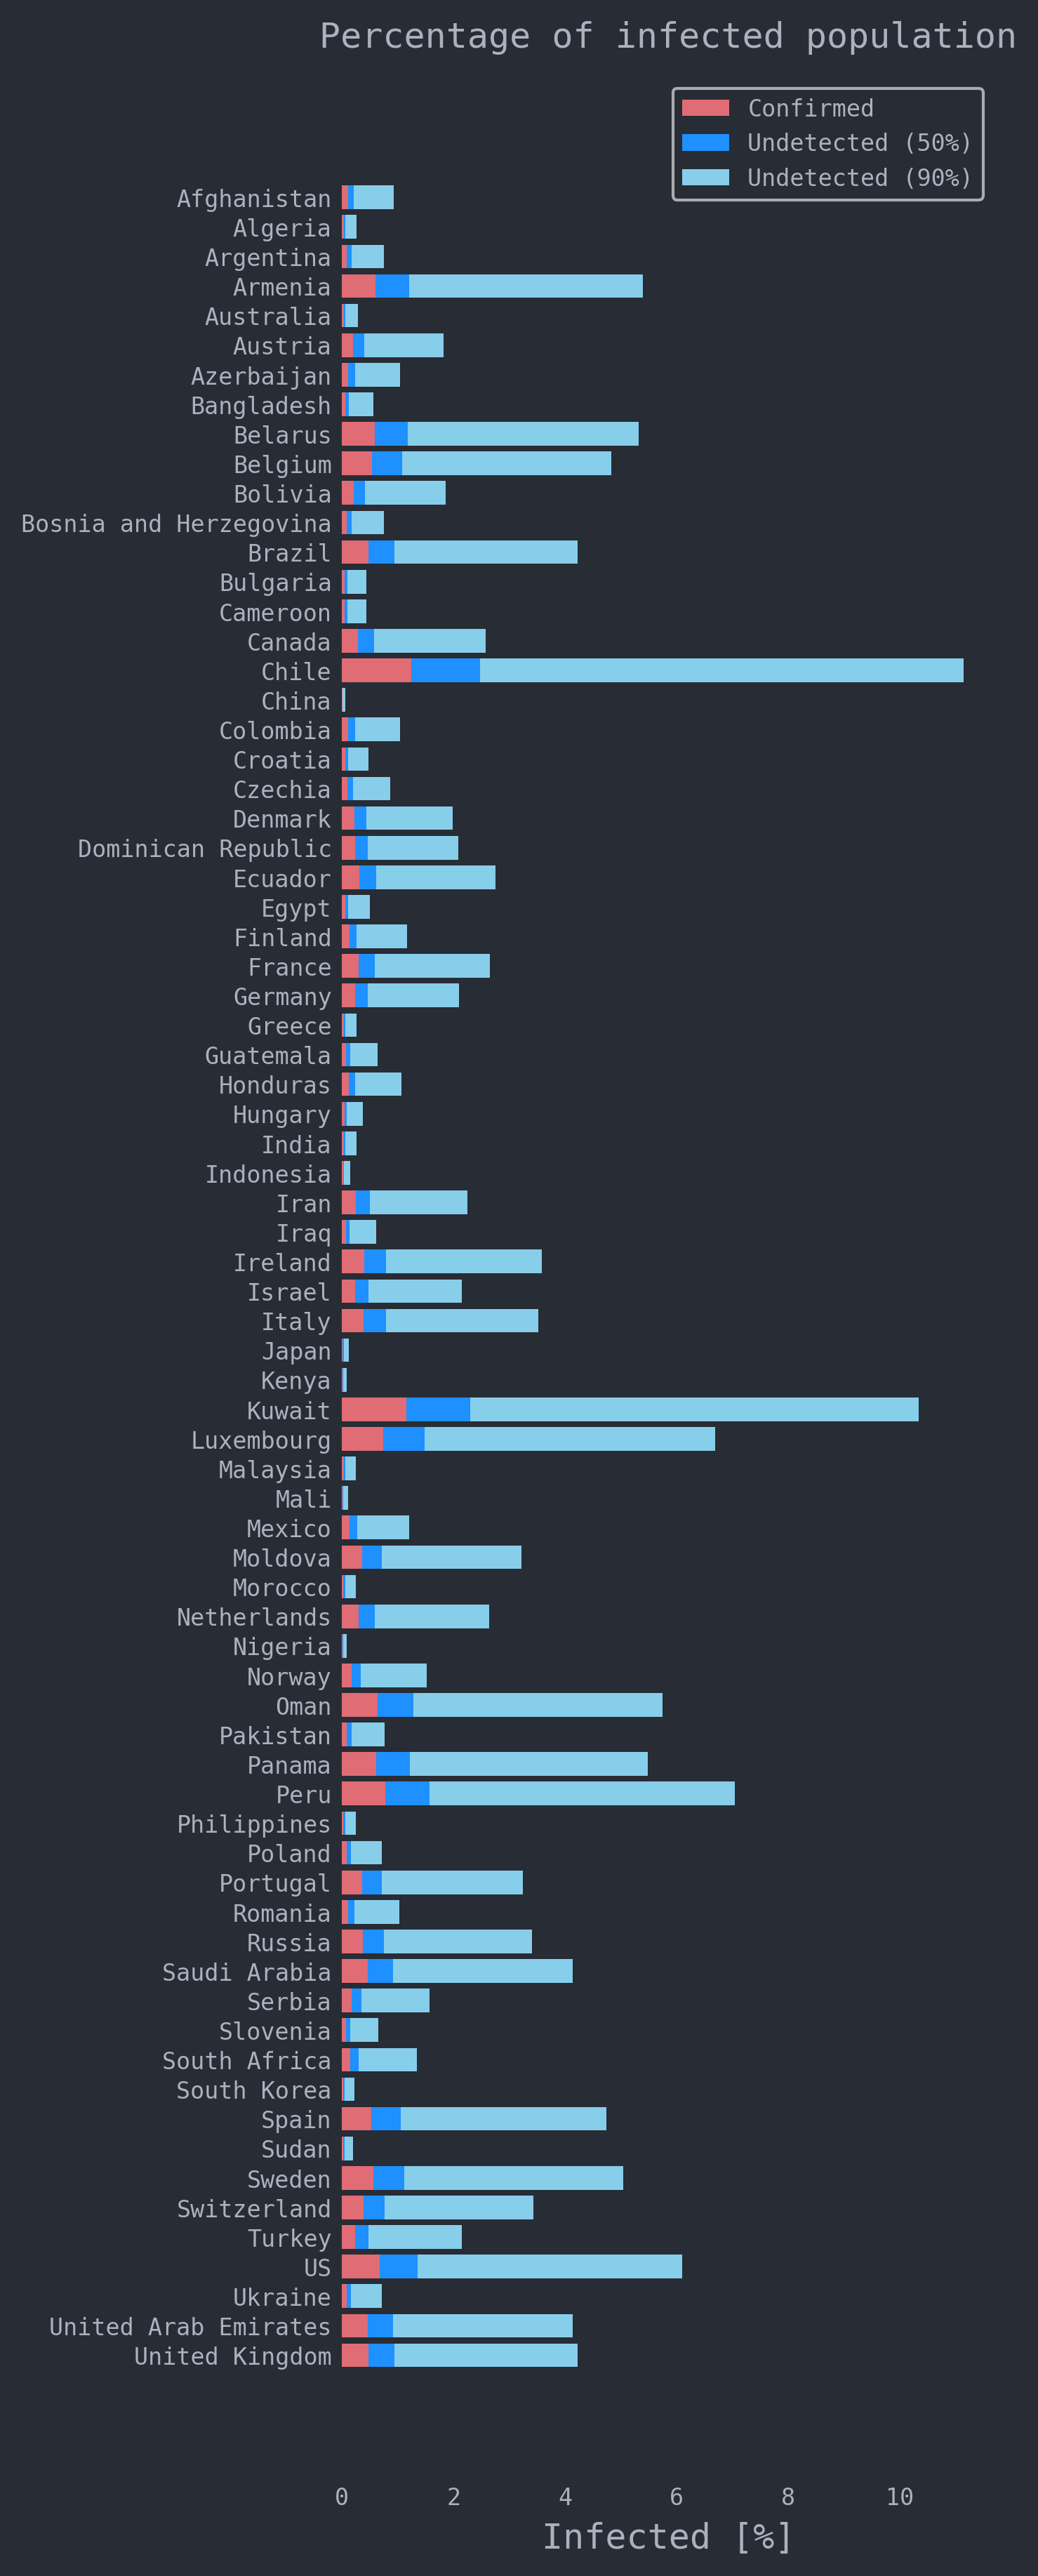 Percentage of infected population
Confirmed
Undetected (50%)
Undetected (90%)
Afghanistan
Algeria
Argentina
Armenia
Australia
Austria
Azerbaijan
Bangladesh
Belarus
Belgium
Bolivia
Bosnia and Herzegovina
Brazil
Bulgaria
Cameroon
Canada
Chile
China
Colombia
Croatia
Czechia
Denmark
Dominican Republic
Ecuador
Egypt
Finland
France
Germany
Greece
Guatemala
Honduras
Hungary
India
Indonesia
Iran
Iraq
Ireland
Israel
Italy
Japan
Kenya
Kuwait
Luxembourg
Malaysia
Mali
Mexico
Moldova
Morocco
Netherlands
Nigeria
Norway
Oman
Pakistan
Panama
Peru
Philippines
Poland
Portugal
Romania
Russia
Saudi Arabia
Serbia
Slovenia
South Africa
South Korea
Spain
Sudan
Sweden
Switzerland
Turkey
US
Ukraine
United Arab Emirates
United Kingdom
0 2 4 6 8 10
Infected [%]